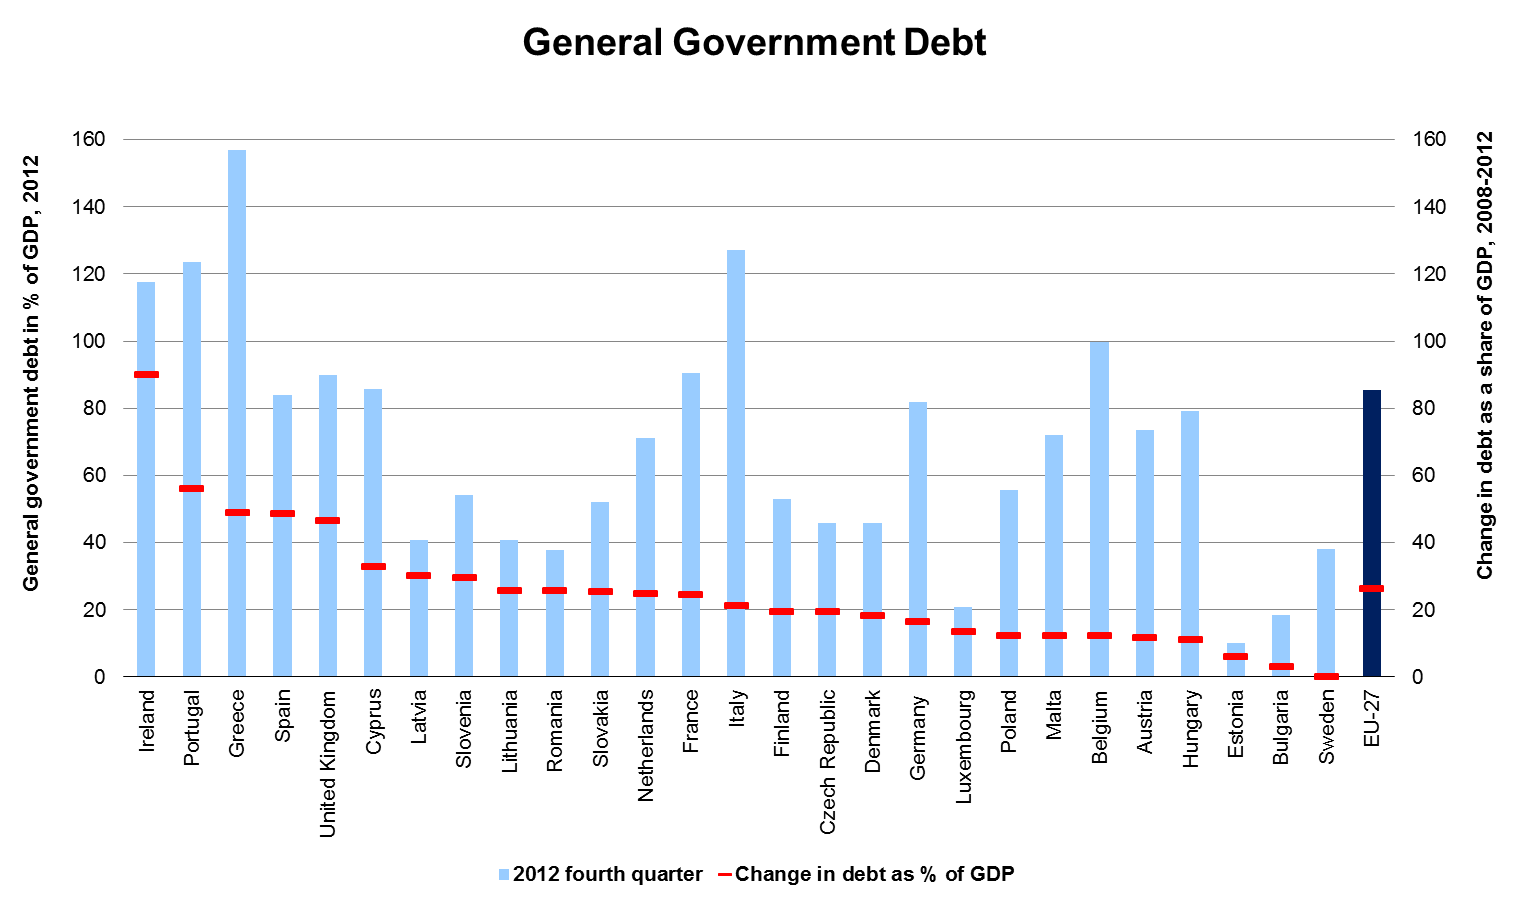 General Government Debt
General government debt in % of GDP, 2012
160
140
120
100
80
60
40
20
0
160
140
120
100
80
60
40
20
0
Change in debt as a share of GDP, 2008-2012
Ireland
Portugal
Greece
Spain
United Kingdom
Cyprus
Latvia
Slovenia
Lithuania
Romania
Slovakia
Netherlands
France
Italy
Finland
Czech Republic
Denmark
Germany
Luxembourg
Poland
Malta
Belgium
Austria
Hungary
Estonia
Bulgaria
Sweden
EU-27
2012 fourth quarter
Change in debt as % of GDP